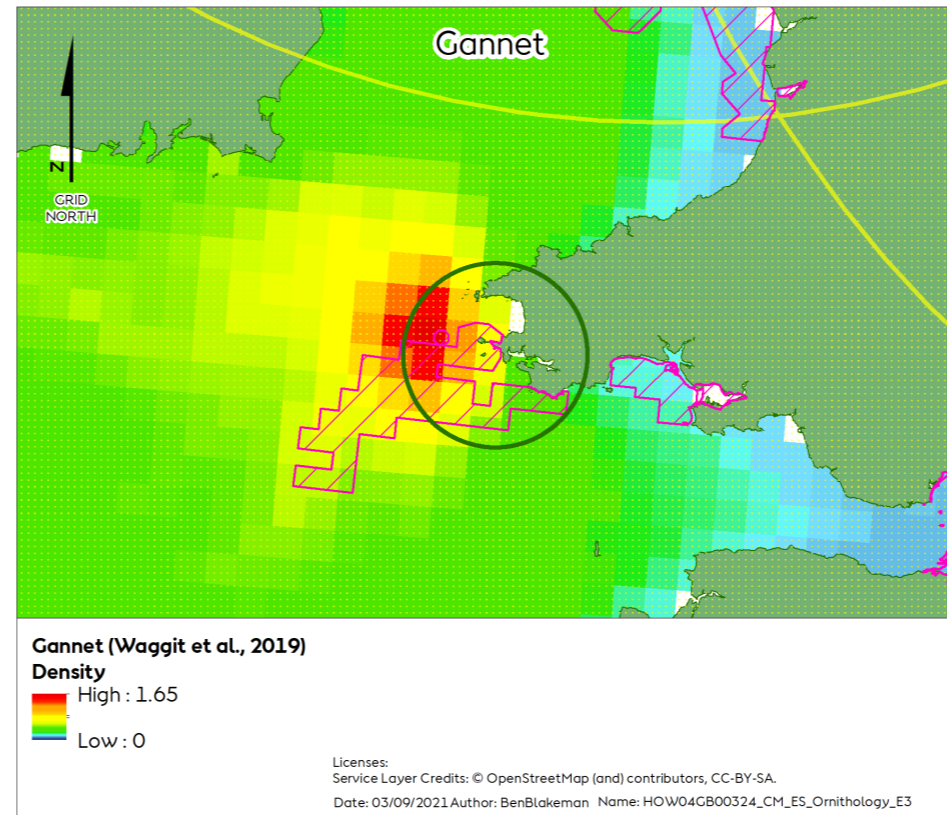 Gannet
N
GRID
NORTH
Gannet (Waggit et al., 2019)
Density
High : 1.65
Low : 0
Licenses:
Service Layer Credits: © OpenStreetMap (and) contributors, CC-BY-SA.
Date: 03/09/2021 Author: BenBlakeman Name: HOW04GB00324_CM_ES_Ornithology_E3